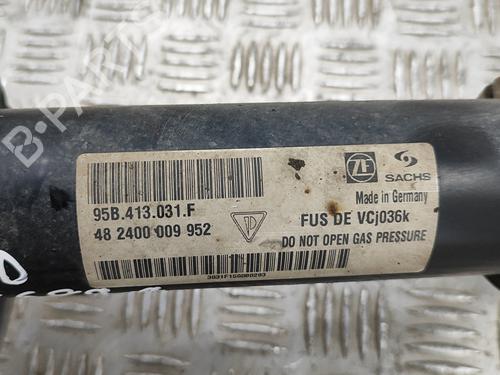 B-PARTS
ZF
SACHS
Made in Germany
95B.413.031.F
48 2400 009 952
FUS DE VCj036k
DO NOT OPEN GAS PRESSURE